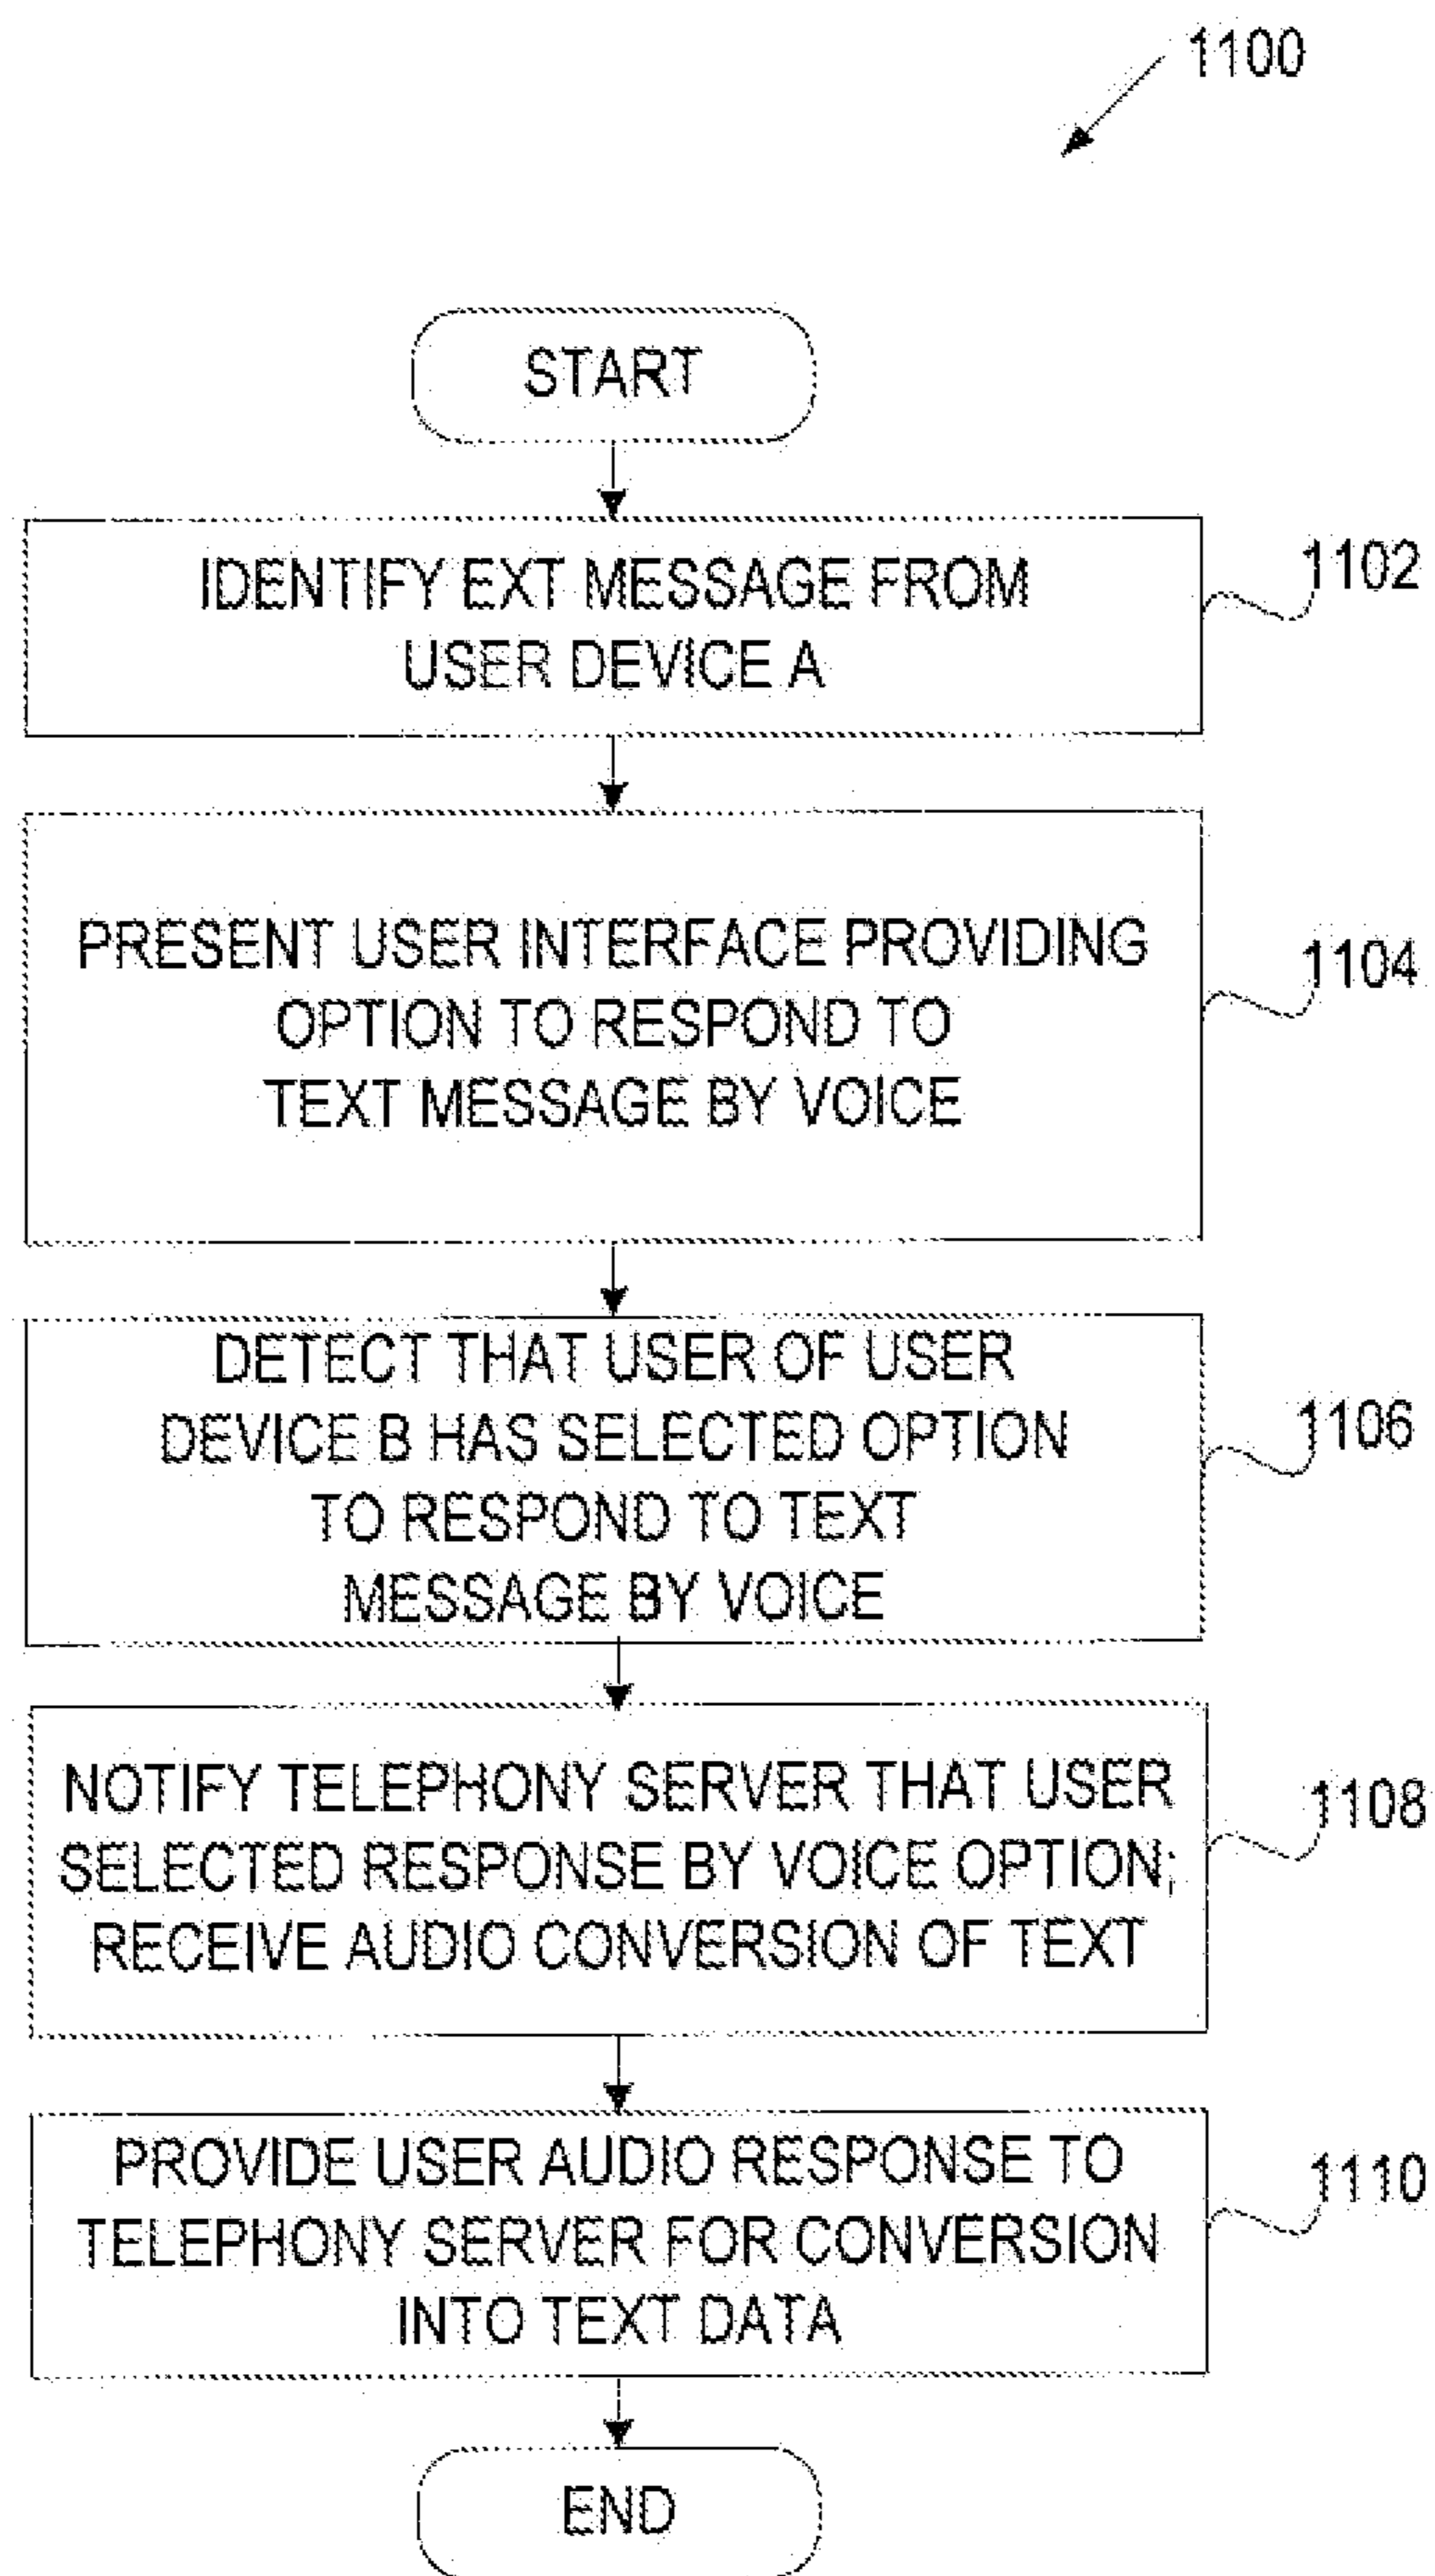 1100
START
IDENTIFY EXT MESSAGE FROM
USER DEVICE A
1102
PRESENT USER INTERFACE PROVIDING
OPTION TO RESPOND TO
TEXT MESSAGE BY VOICE
1104
DETECT THAT USER OF USER
DEVICE B HAS SELECTED OPTION
TO RESPOND TO TEXT
MESSAGE BY VOICE
1106
NOTIFY TELEPHONY SERVER THAT USER
SELECTED RESPONSE BY VOICE OPTION;
RECEIVE AUDIO CONVERSION OF TEXT
1108
PROVIDE USER AUDIO RESPONSE TO
TELEPHONY SERVER FOR CONVERSION
INTO TEXT DATA
1110
END